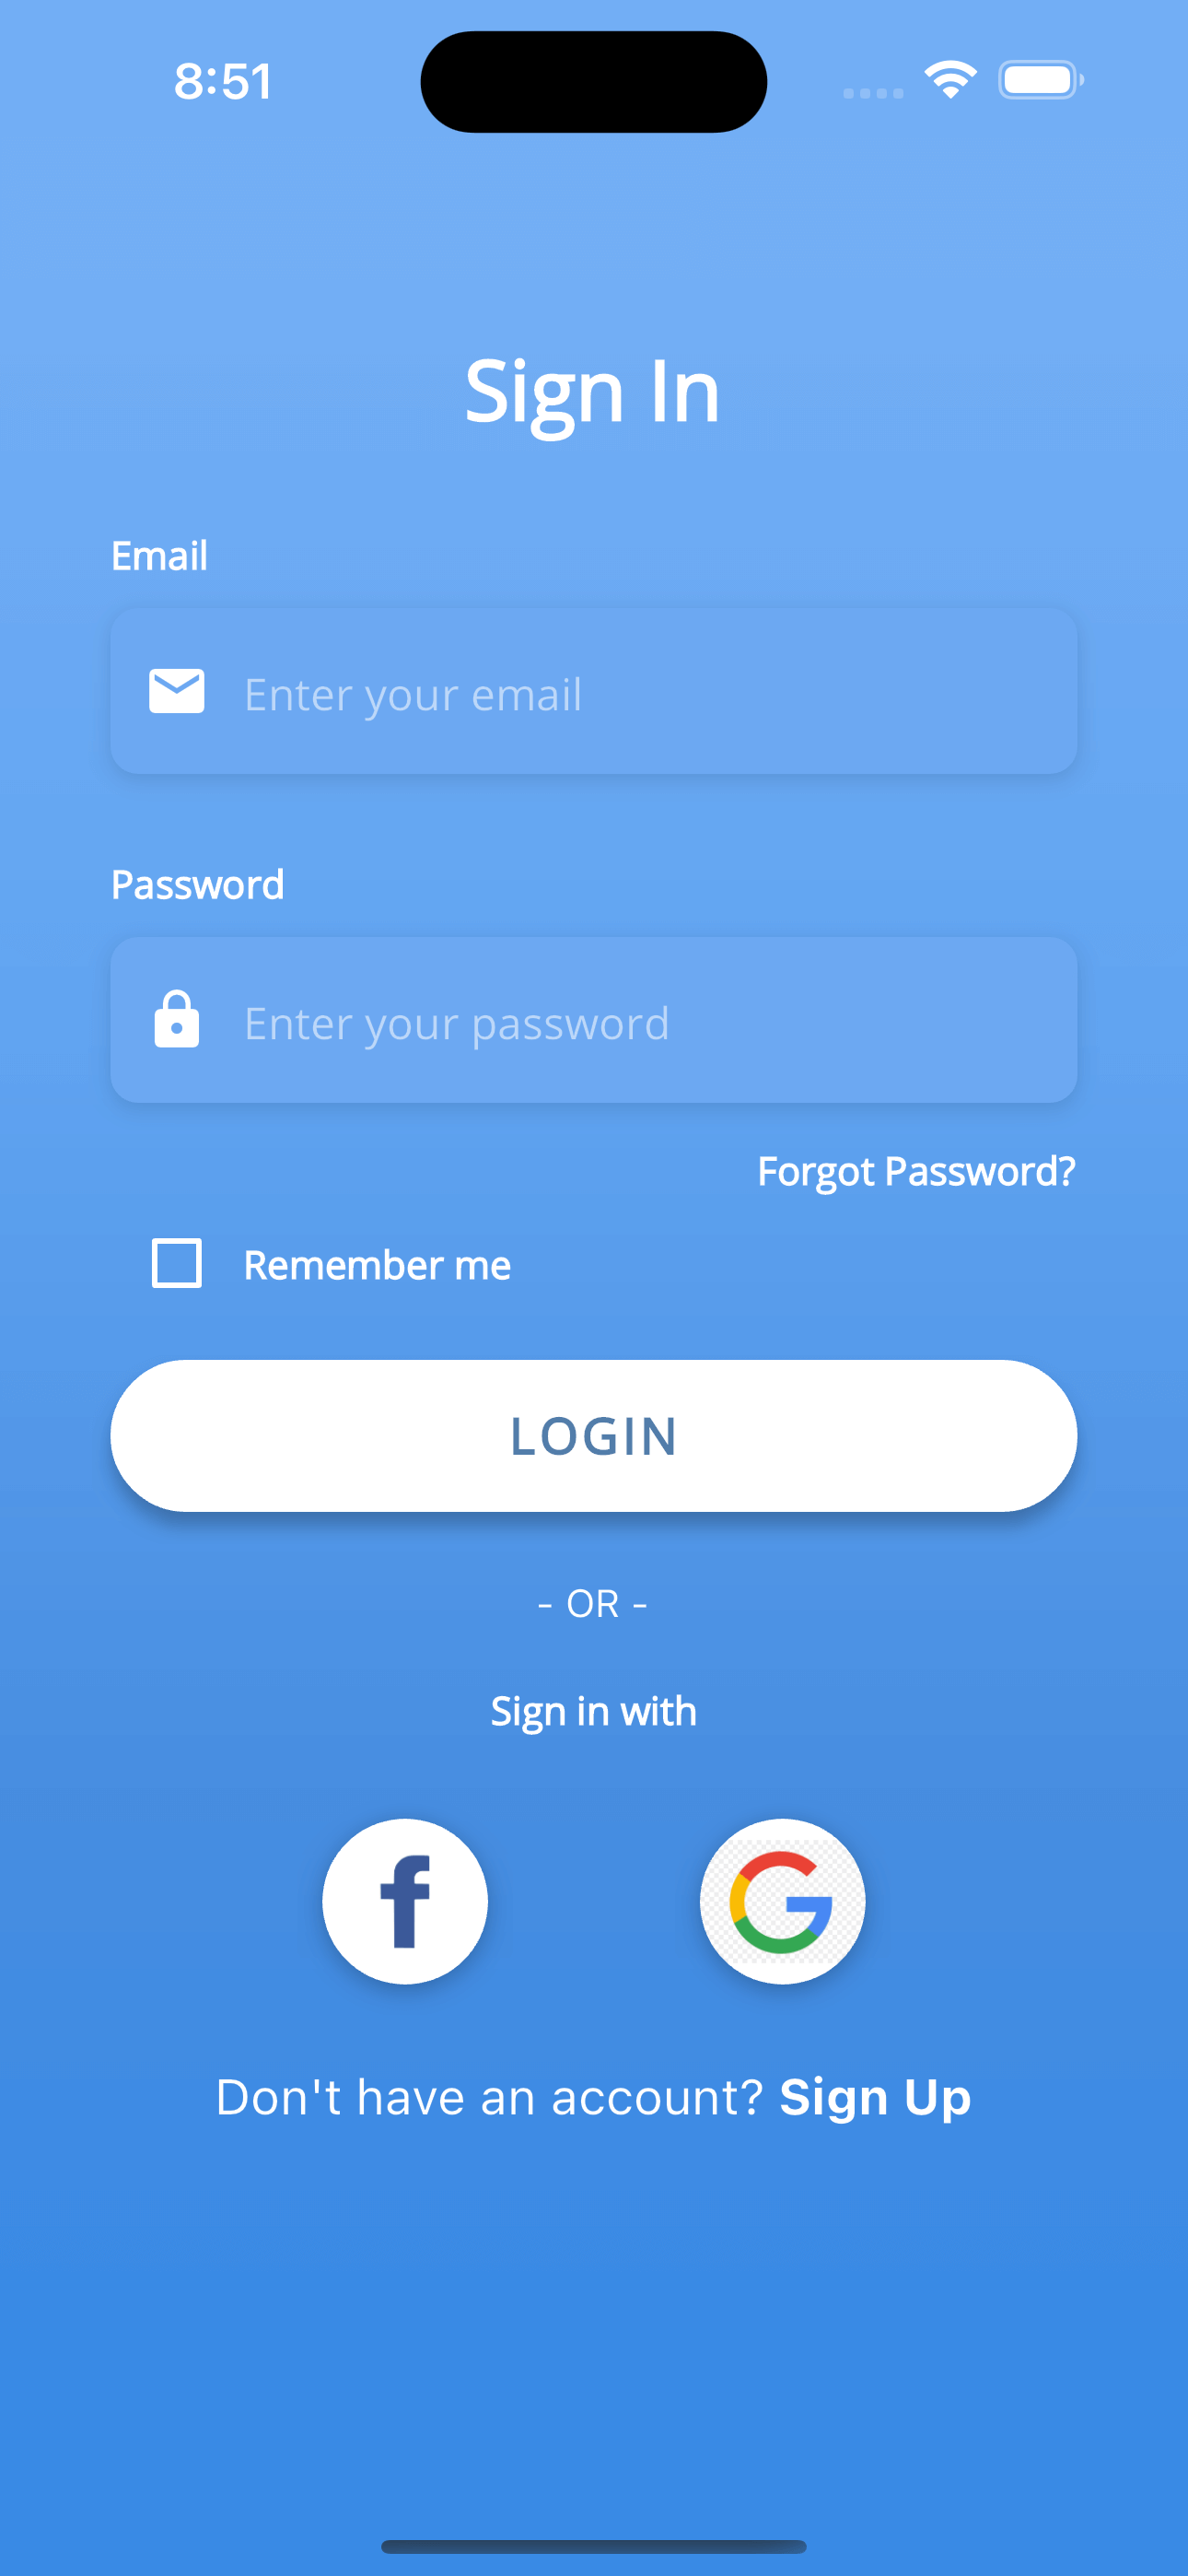 8:51
Sign In
Email
Enter your email
Password
Enter your password
Forgot Password?
Remember me
LOGIN
- OR -
Sign in with
Don't have an account? Sign Up